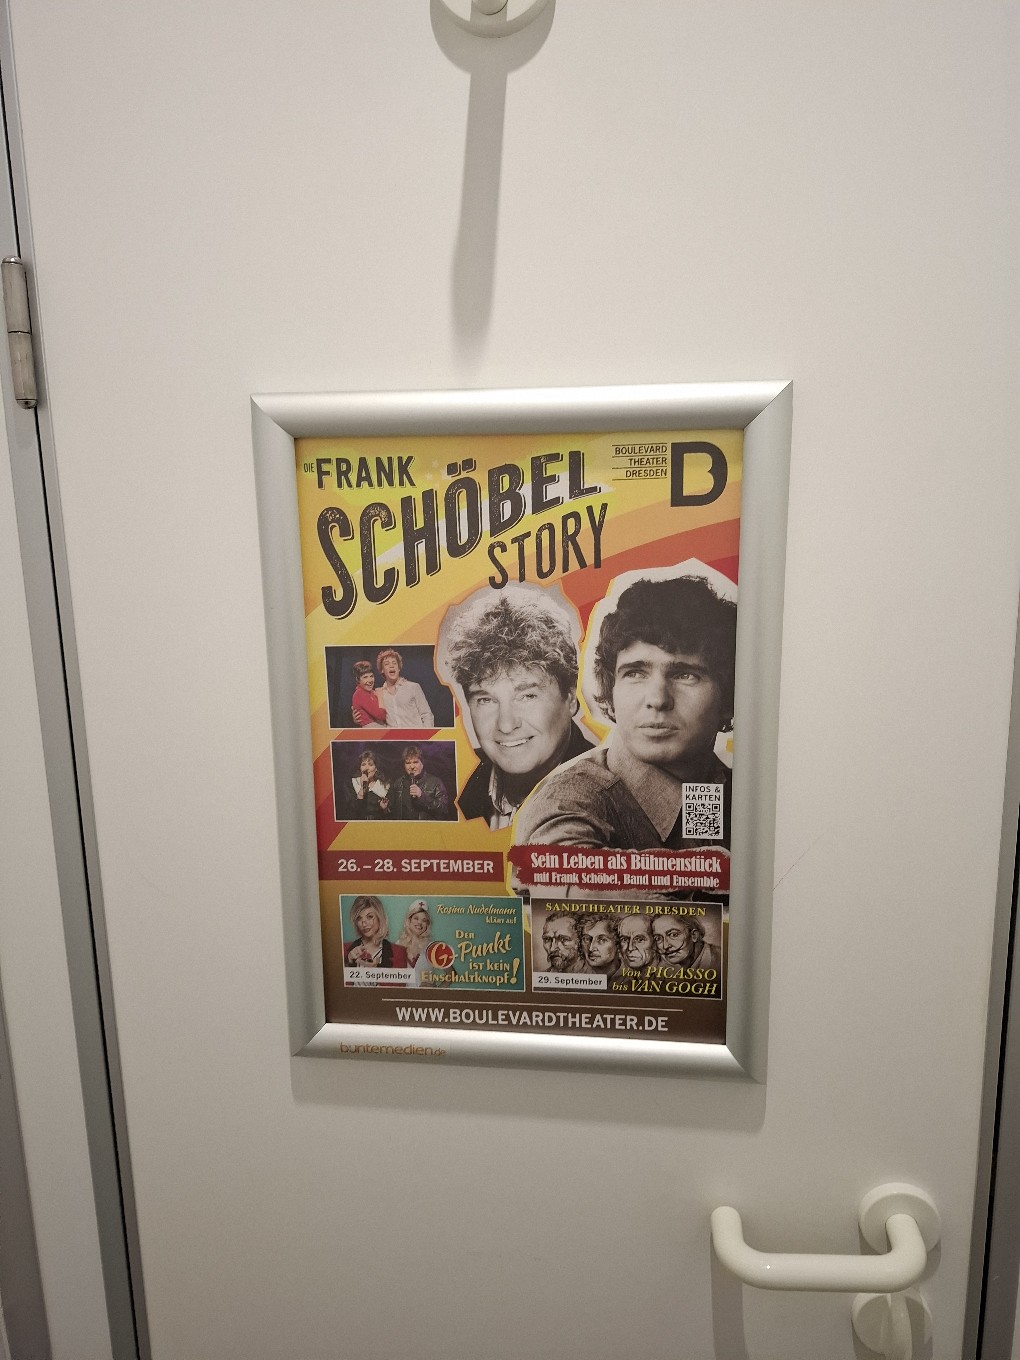 DIE FRANK
SCHÖBEL
STORY
BOULEVARD
THEATER
DRESDEN
B
INFOS &
KARTEN
26. – 28. SEPTEMBER
Sein Leben als Bühnenstück
mit Frank Schöbel, Band und Ensemble
Rosina Nudelmann
klärt auf
DER
G-Punkt
IST KEIN
EINSCHALTKNOPF!
22. September
SANDTHEATER DRESDEN
Von PICASSO
bis VAN GOGH
29. September
WWW.BOULEVARDTHEATER.DE
buntemedien.de